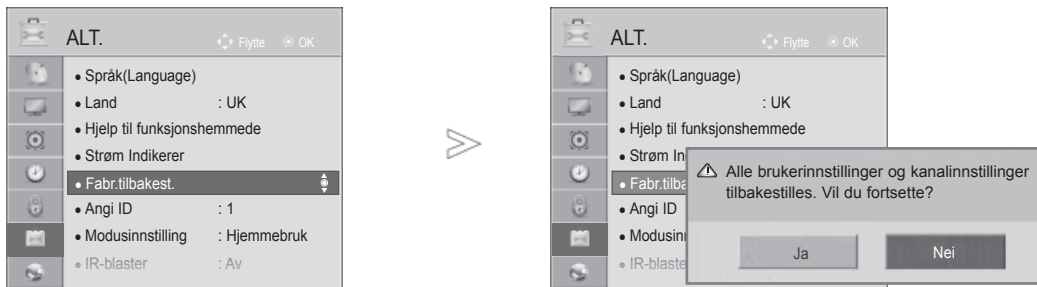 ALT. Flytte OK
• Språk(Language)
• Land : UK
• Hjelp til funksjonshemmede
• Strøm Indikerer
• Fabr.tilbakest.
• Angi ID : 1
• Modusinnstilling : Hjemmebruk
• IR-blaster : Av
ALT. Flytte OK
• Språk(Language)
• Land : UK
• Hjelp til funksjonshemmede
• Strøm In
• Fabr.tilba
• Angi ID
• Modusinn
• IR-blaste
Alle brukerinnstillinger og kanalinnstillinger
tilbakestilles. Vil du fortsette?
Ja Nei